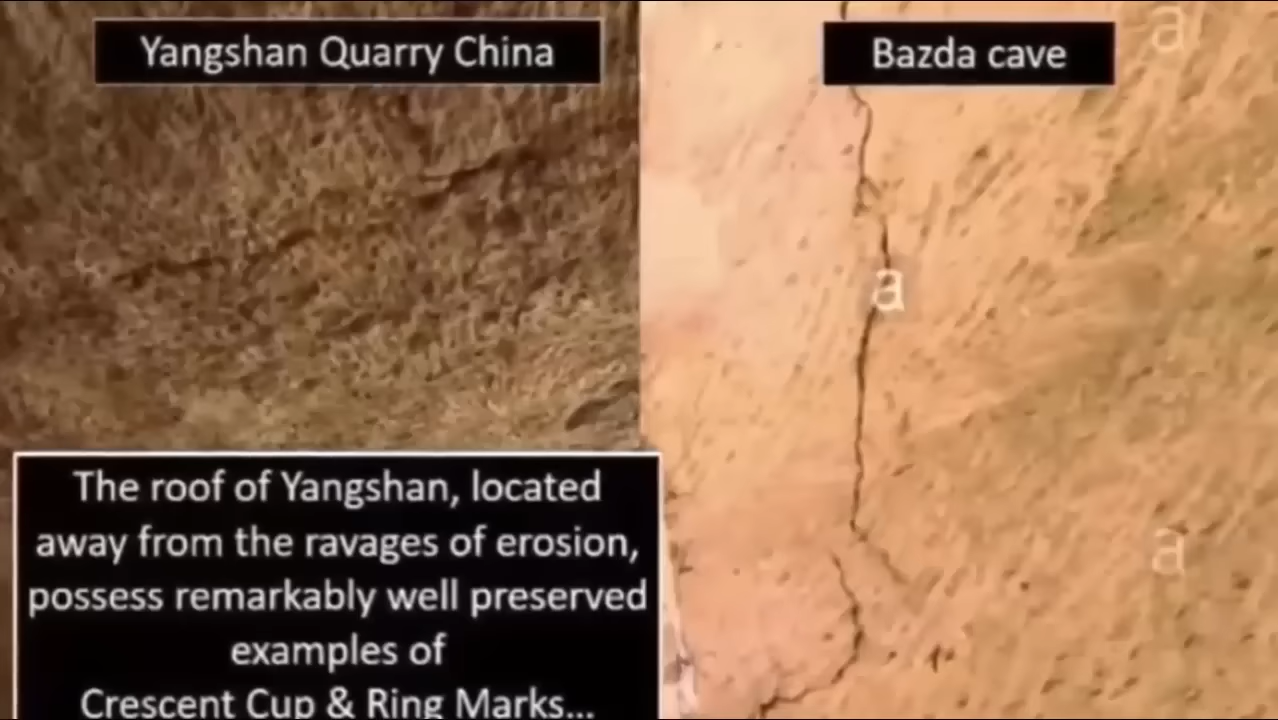 Yangshan Quarry China
Bazda cave
a
a
a
The roof of Yangshan, located
away from the ravages of erosion,
possess remarkably well preserved
examples of
Crescent Cup & Ring Marks...